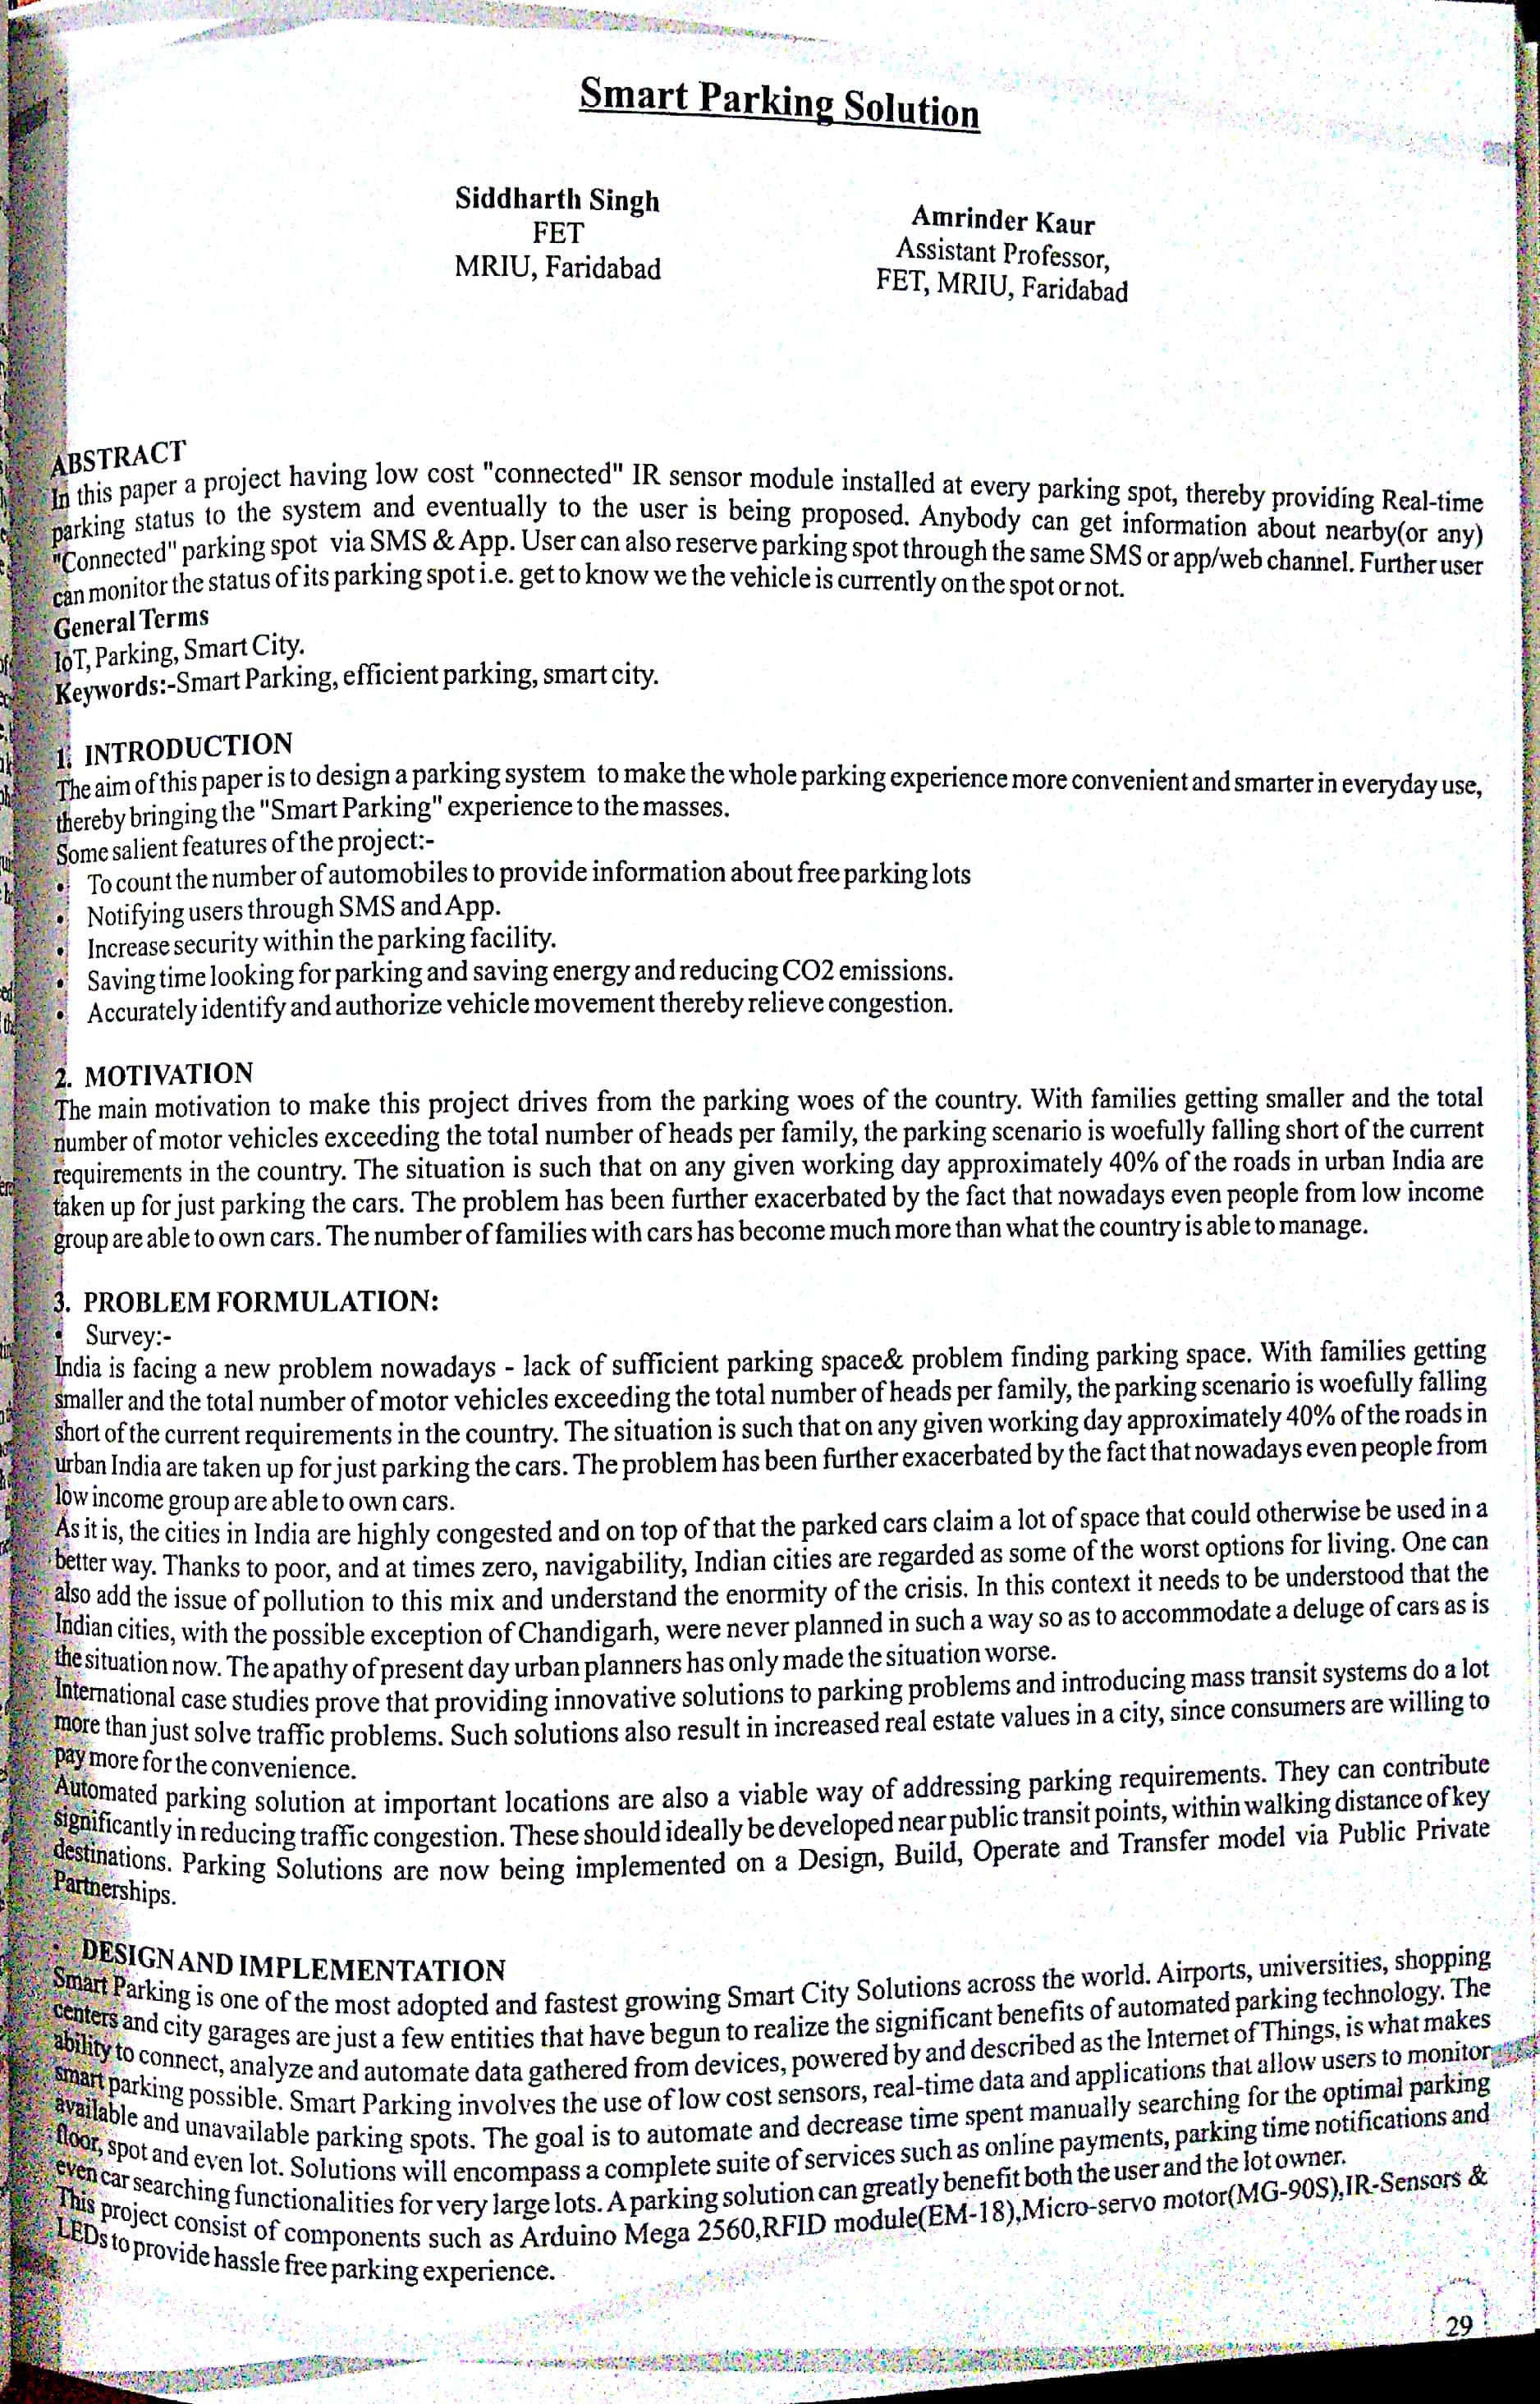 Smart Parking Solution
Siddharth Singh
FET
MRIU, Faridabad
Amrinder Kaur
Assistant Professor,
FET, MRIU, Faridabad
ABSTRACT
In this paper a project having low cost "connected" IR sensor module installed at every parking spot, thereby providing Real-time
parking status to the system and eventually to the user is being proposed. Anybody can get information about nearby(or any)
"Connected" parking spot via SMS & App. User can also reserve parking spot through the same SMS or app/web channel. Further user
can monitor the status of its parking spot i.e. get to know we the vehicle is currently on the spot or not.
General Terms
IoT, Parking, Smart City.
Keywords:-Smart Parking, efficient parking, smart city.
1. INTRODUCTION
The aim of this paper is to design a parking system to make the whole parking experience more convenient and smarter in everyday use,
thereby bringing the "Smart Parking" experience to the masses.
Some salient features of the project:-
• To count the number of automobiles to provide information about free parking lots
• Notifying users through SMS and App.
• Increase security within the parking facility.
• Saving time looking for parking and saving energy and reducing CO2 emissions.
• Accurately identify and authorize vehicle movement thereby relieve congestion.
2. MOTIVATION
The main motivation to make this project drives from the parking woes of the country. With families getting smaller and the total
number of motor vehicles exceeding the total number of heads per family, the parking scenario is woefully falling short of the current
requirements in the country. The situation is such that on any given working day approximately 40% of the roads in urban India are
taken up for just parking the cars. The problem has been further exacerbated by the fact that nowadays even people from low income
group are able to own cars. The number of families with cars has become much more than what the country is able to manage.
3. PROBLEM FORMULATION:
• Survey:-
India is facing a new problem nowadays - lack of sufficient parking space& problem finding parking space. With families getting
smaller and the total number of motor vehicles exceeding the total number of heads per family, the parking scenario is woefully falling
short of the current requirements in the country. The situation is such that on any given working day approximately 40% of the roads in
urban India are taken up for just parking the cars. The problem has been further exacerbated by the fact that nowadays even people from
low income group are able to own cars.
As it is, the cities in India are highly congested and on top of that the parked cars claim a lot of space that could otherwise be used in a
better way. Thanks to poor, and at times zero, navigability, Indian cities are regarded as some of the worst options for living. One can
also add the issue of pollution to this mix and understand the enormity of the crisis. In this context it needs to be understood that the
Indian cities, with the possible exception of Chandigarh, were never planned in such a way so as to accommodate a deluge of cars as is
the situation now. The apathy of present day urban planners has only made the situation worse.
International case studies prove that providing innovative solutions to parking problems and introducing mass transit systems do a lot
more than just solve traffic problems. Such solutions also result in increased real estate values in a city, since consumers are willing to
pay more for the convenience.
Automated parking solution at important locations are also a viable way of addressing parking requirements. They can contribute
significantly in reducing traffic congestion. These should ideally be developed near public transit points, within walking distance of key
destinations. Parking Solutions are now being implemented on a Design, Build, Operate and Transfer model via Public Private
Partnerships.
• DESIGN AND IMPLEMENTATION
Smart Parking is one of the most adopted and fastest growing Smart City Solutions across the world. Airports, universities, shopping
centers and city garages are just a few entities that have begun to realize the significant benefits of automated parking technology. The
ability to connect, analyze and automate data gathered from devices, powered by and described as the Internet of Things, is what makes
smart parking possible. Smart Parking involves the use of low cost sensors, real-time data and applications that allow users to monitor
available and unavailable parking spots. The goal is to automate and decrease time spent manually searching for the optimal parking
floor, spot and even lot. Solutions will encompass a complete suite of services such as online payments, parking time notifications and
even car searching functionalities for very large lots. A parking solution can greatly benefit both the user and the lot owner.
This project consist of components such as Arduino Mega 2560,RFID module(EM-18),Micro-servo motor(MG-90S),IR-Sensors &
LEDs to provide hassle free parking experience.
29